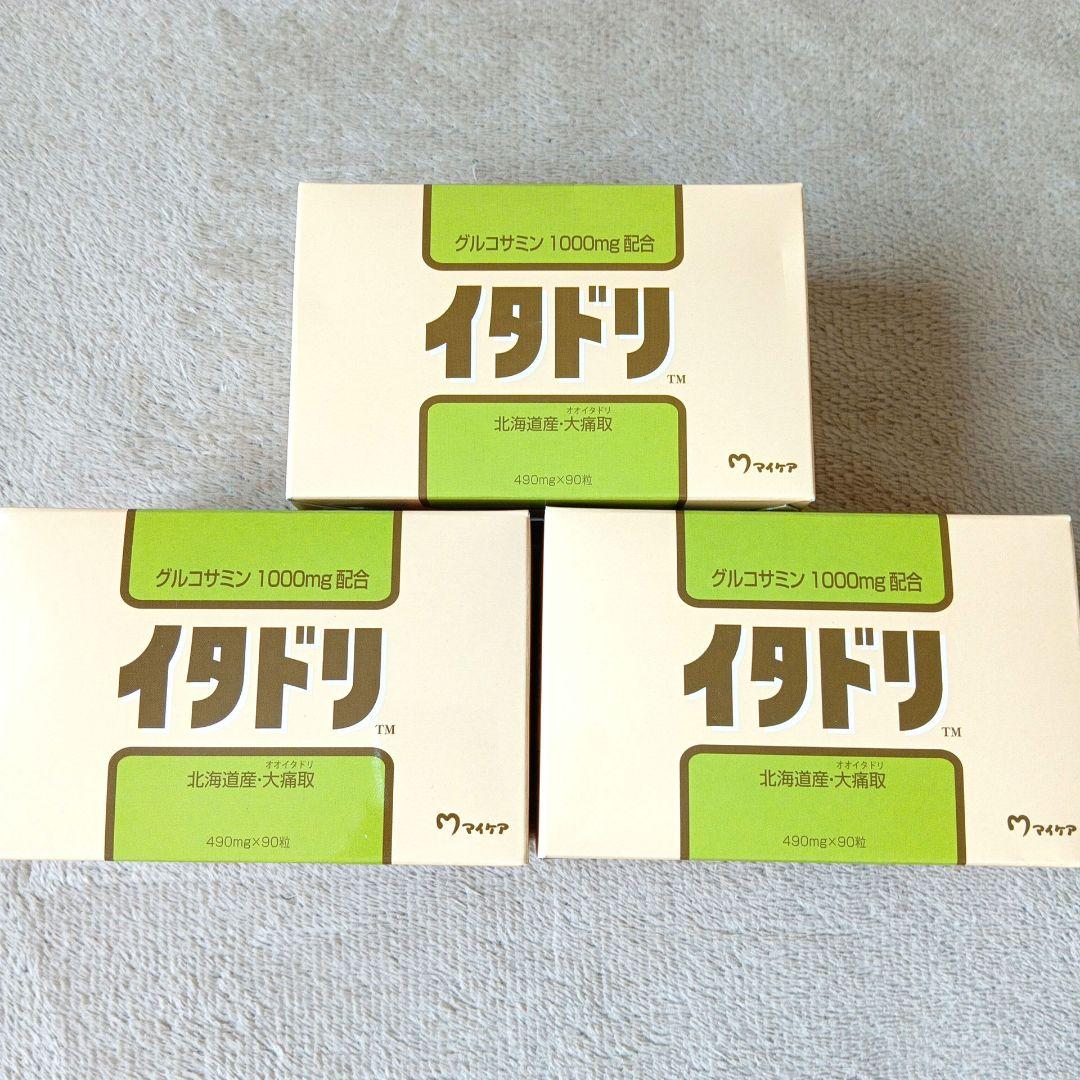 グルコサミン 1000mg 配合
イタドリ
TM
オオイタドリ
北海道産・大痛取
490mg×90粒
マイケア
グルコサミン 1000mg 配合
イタドリ
TM
オオイタドリ
北海道産・大痛取
490mg×90粒
マイケア
グルコサミン 1000mg 配合
イタドリ
TM
オオイタドリ
北海道産・大痛取
490mg×90粒
マイケア